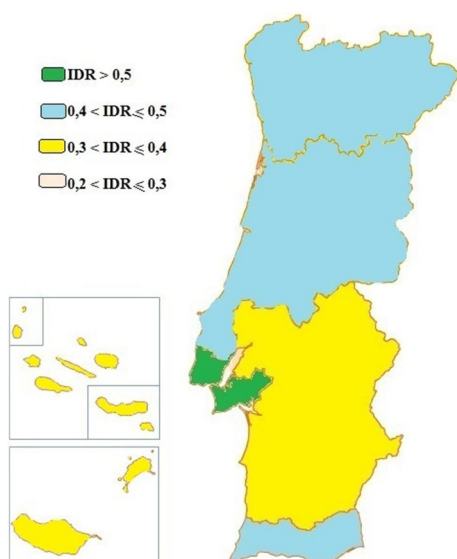 IDR > 0,5
0,4 < IDR ⩽ 0,5
0,3 < IDR ⩽ 0,4
0,2 < IDR ⩽ 0,3